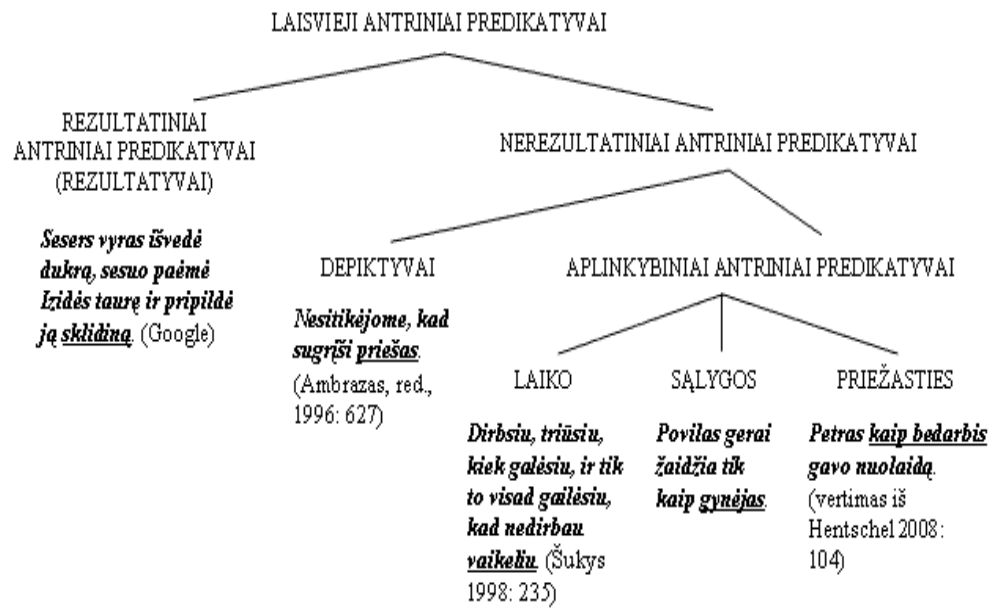 LAISVIEJI ANTRINIAI PREDIKATYVAI
REZULTATINIAI
ANTRINIAI PREDIKATYVAI
(REZULTATYVAI)
Sesers vyras išvedė
dukrą, sesuo paėmė
Izidės taurę ir pripildė
ją sklidiną. (Google)
NEREZULTATINIAI ANTRINIAI PREDIKATYVAI
DEPIKTYVAI
Nesitikėjome, kad
sugrįši priešas.
(Ambrazas, red.,
1996: 627)
APLINKYBINIAI ANTRINIAI PREDIKATYVAI
LAIKO
Dirbsiu, triūsiu,
kiek galėsiu, ir tik
to visad gailėsiu,
kad nedirbau
vaikeliu. (Šukys
1998: 235)
SĄLYGOS
Povilas gerai
žaidžia tik
kaip gynėjas.
PRIEŽASTIES
Petras kaip bedarbis
gavo nuolaidą.
(vertimas iš
Hentschel 2008:
104)